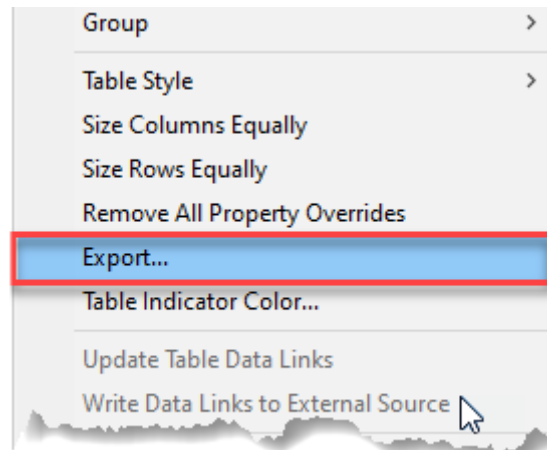 Group
Table Style
Size Columns Equally
Size Rows Equally
Remove All Property Overrides
Export...
Table Indicator Color...
Update Table Data Links
Write Data Links to External Source